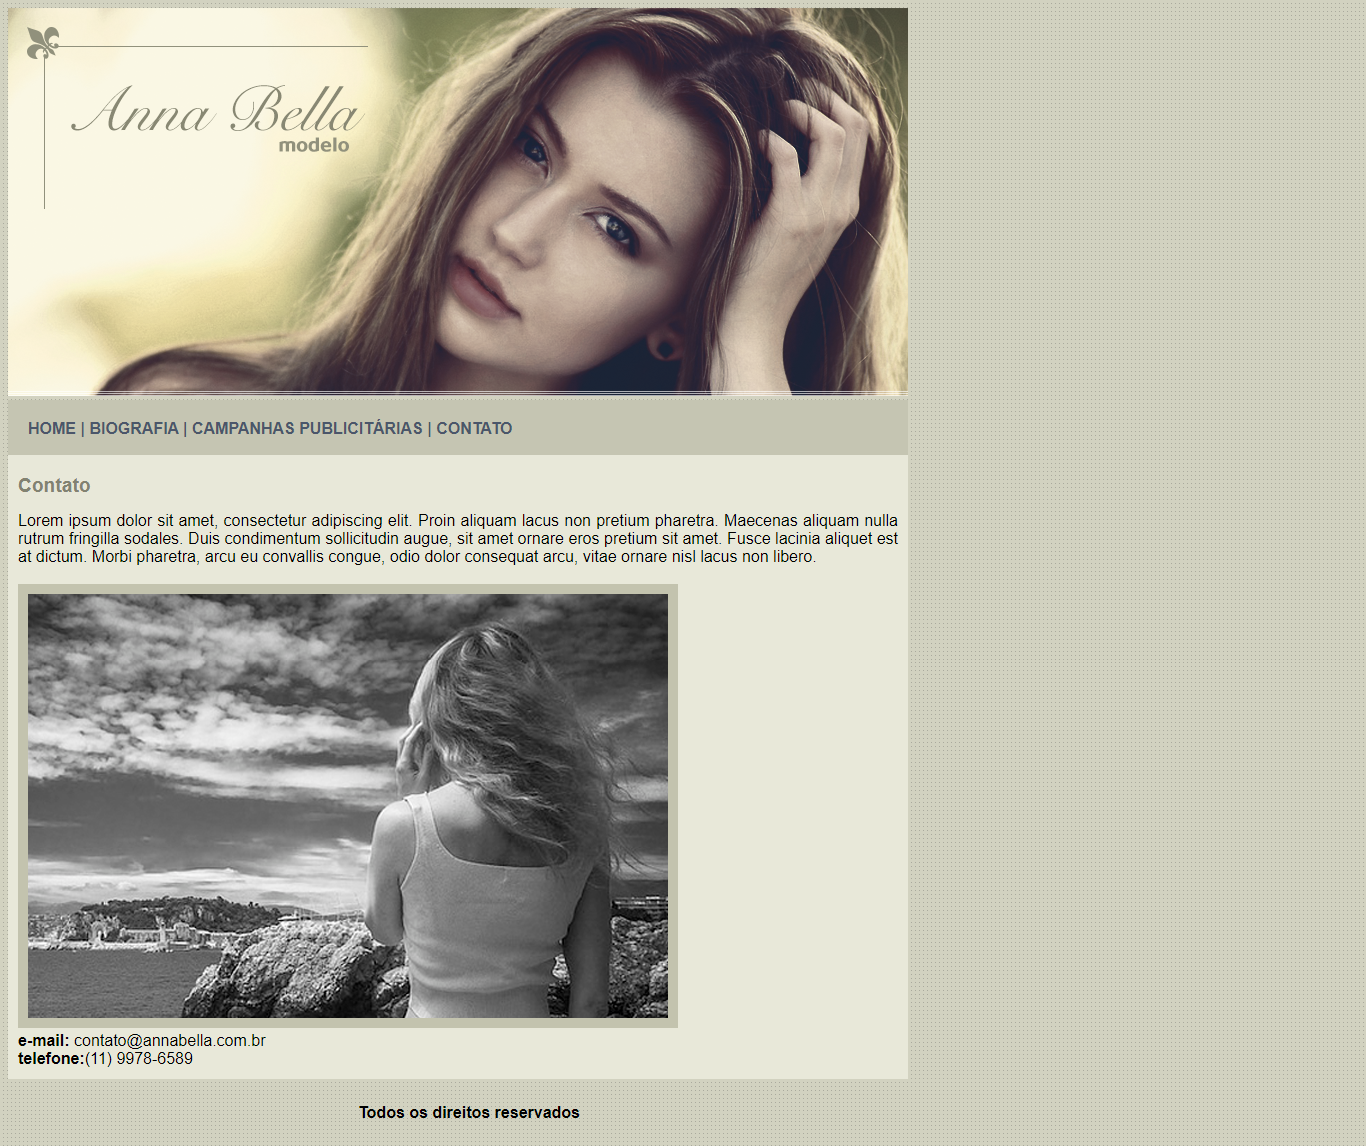 Anna Bella
modelo
HOME | BIOGRAFIA | CAMPANHAS PUBLICITÁRIAS | CONTATO
Contato
Lorem ipsum dolor sit amet, consectetur adipiscing elit. Proin aliquam lacus non pretium pharetra. Maecenas aliquam nulla
rutrum fringilla sodales. Duis condimentum sollicitudin augue, sit amet ornare eros pretium sit amet. Fusce lacinia aliquet est
at dictum. Morbi pharetra, arcu eu convallis congue, odio dolor consequat arcu, vitae ornare nisl lacus non libero.
e-mail: contato@annabella.com.br
telefone:(11) 9978-6589
Todos os direitos reservados